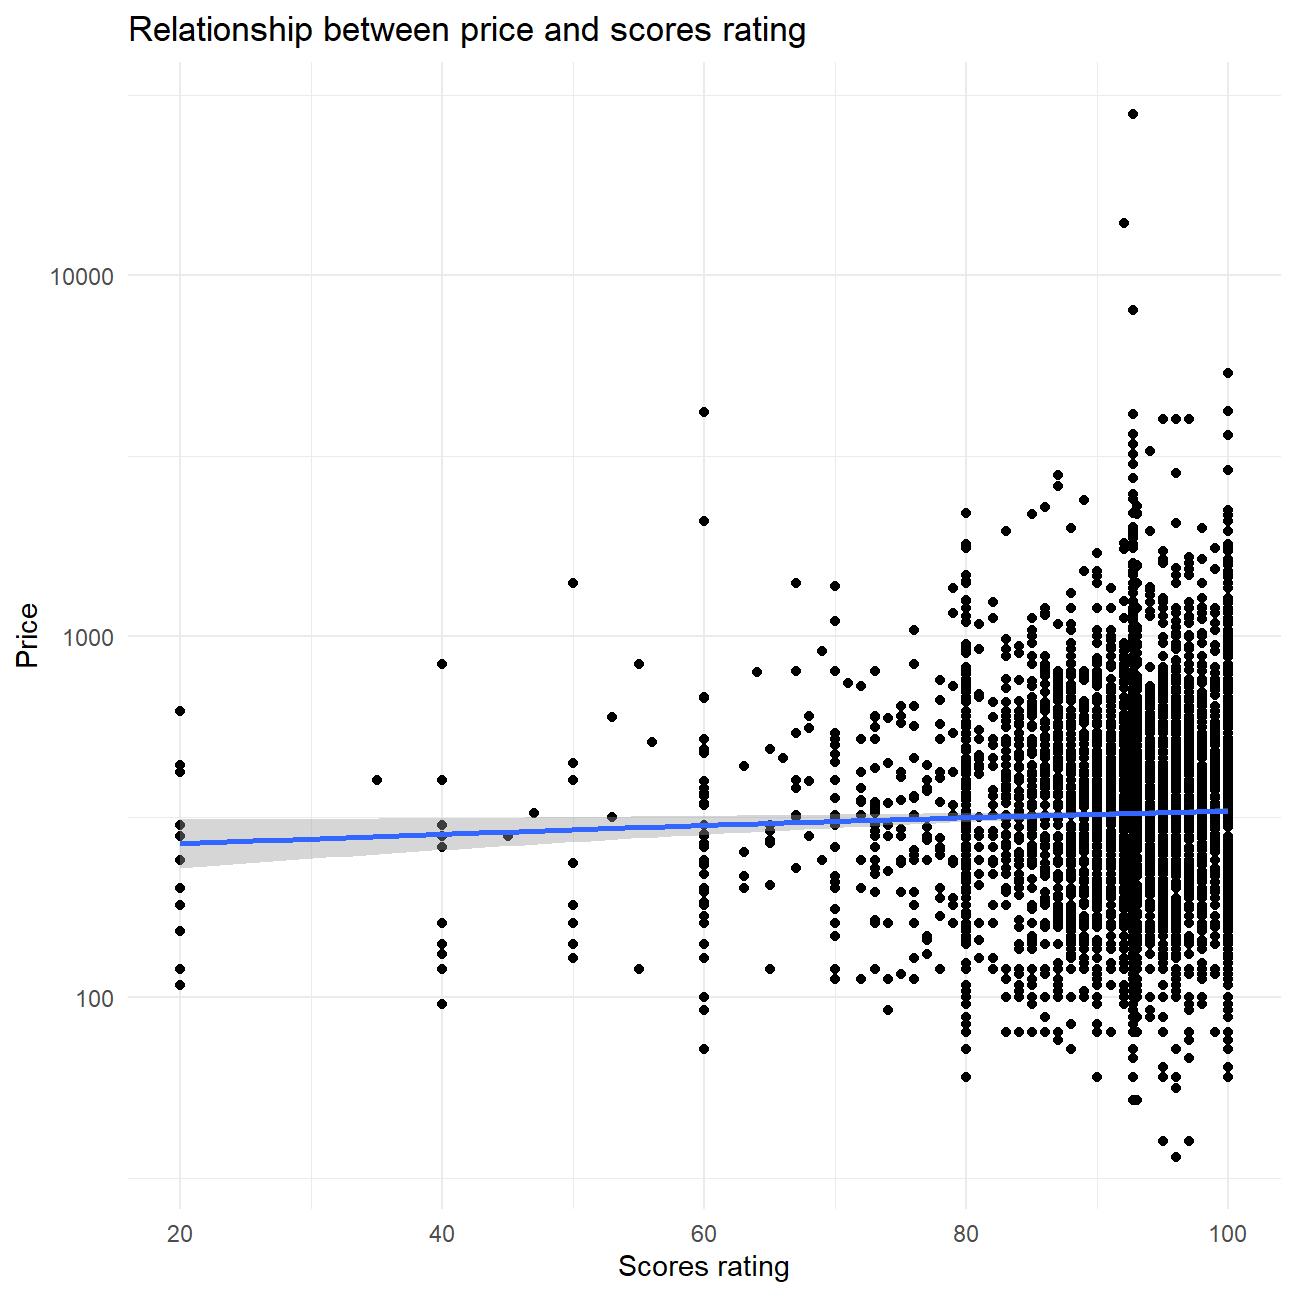 Relationship between price and scores rating
10000
1000
100
Price
20 40 60 80 100
Scores rating